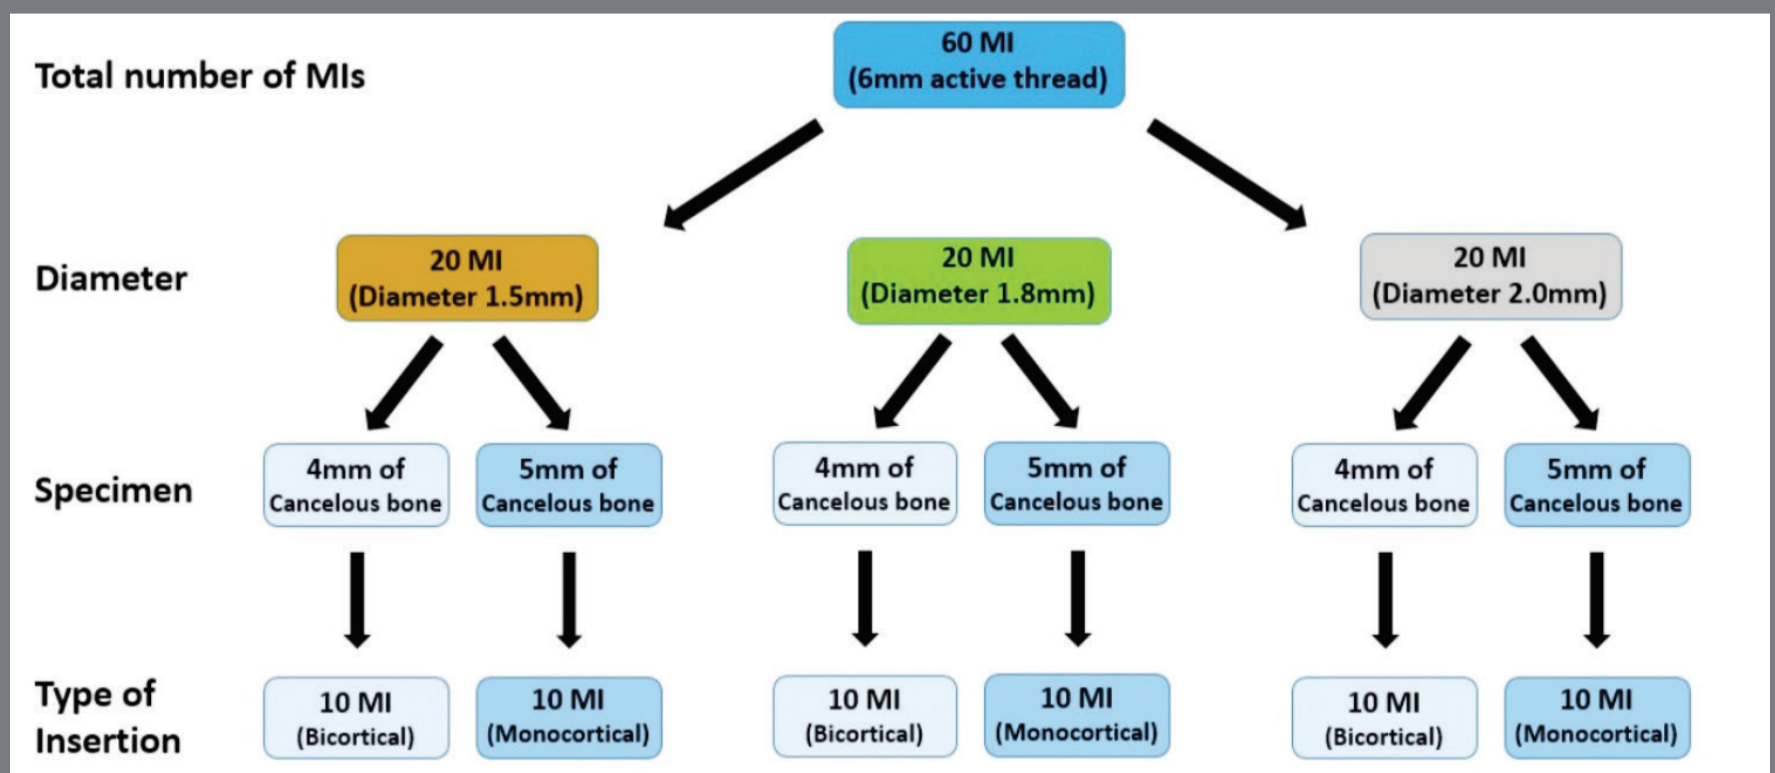 Total number of MIs
60 MI
(6mm active thread)
Diameter
20 MI
(Diameter 1.5mm)
20 MI
(Diameter 1.8mm)
20 MI
(Diameter 2.0mm)
Specimen
4mm of
Cancelous bone
5mm of
Cancelous bone
4mm of
Cancelous bone
5mm of
Cancelous bone
4mm of
Cancelous bone
5mm of
Cancelous bone
Type of
Insertion
10 MI
(Bicortical)
10 MI
(Monocortical)
10 MI
(Bicortical)
10 MI
(Monocortical)
10 MI
(Bicortical)
10 MI
(Monocortical)